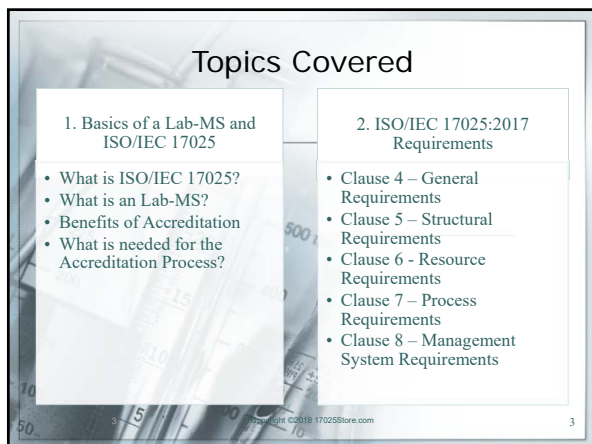 Topics Covered
1. Basics of a Lab-MS and
ISO/IEC 17025
• What is ISO/IEC 17025?
• What is an Lab-MS?
• Benefits of Accreditation
• What is needed for the
Accreditation Process?
2. ISO/IEC 17025:2017
Requirements
• Clause 4 – General
Requirements
• Clause 5 – Structural
Requirements
• Clause 6 - Resource
Requirements
• Clause 7 – Process
Requirements
• Clause 8 – Management
System Requirements
3
Copyright ©2018 17025Store.com
3